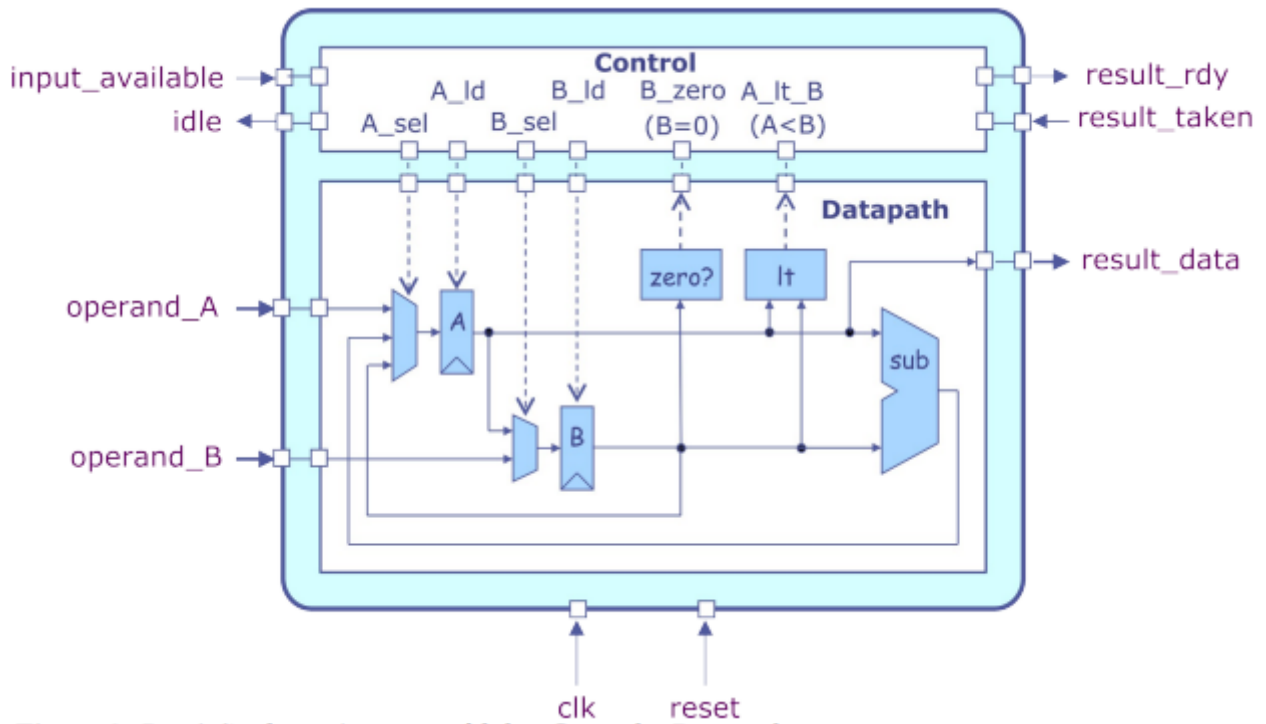 Control
input_available
result_rdy
A_ld
B_ld
B_zero
A_lt_B
idle
A_sel
B_sel
(B=0)
(A<B)
result_taken
Datapath
zero?
lt
result_data
operand_A
A
sub
operand_B
B
clk
reset